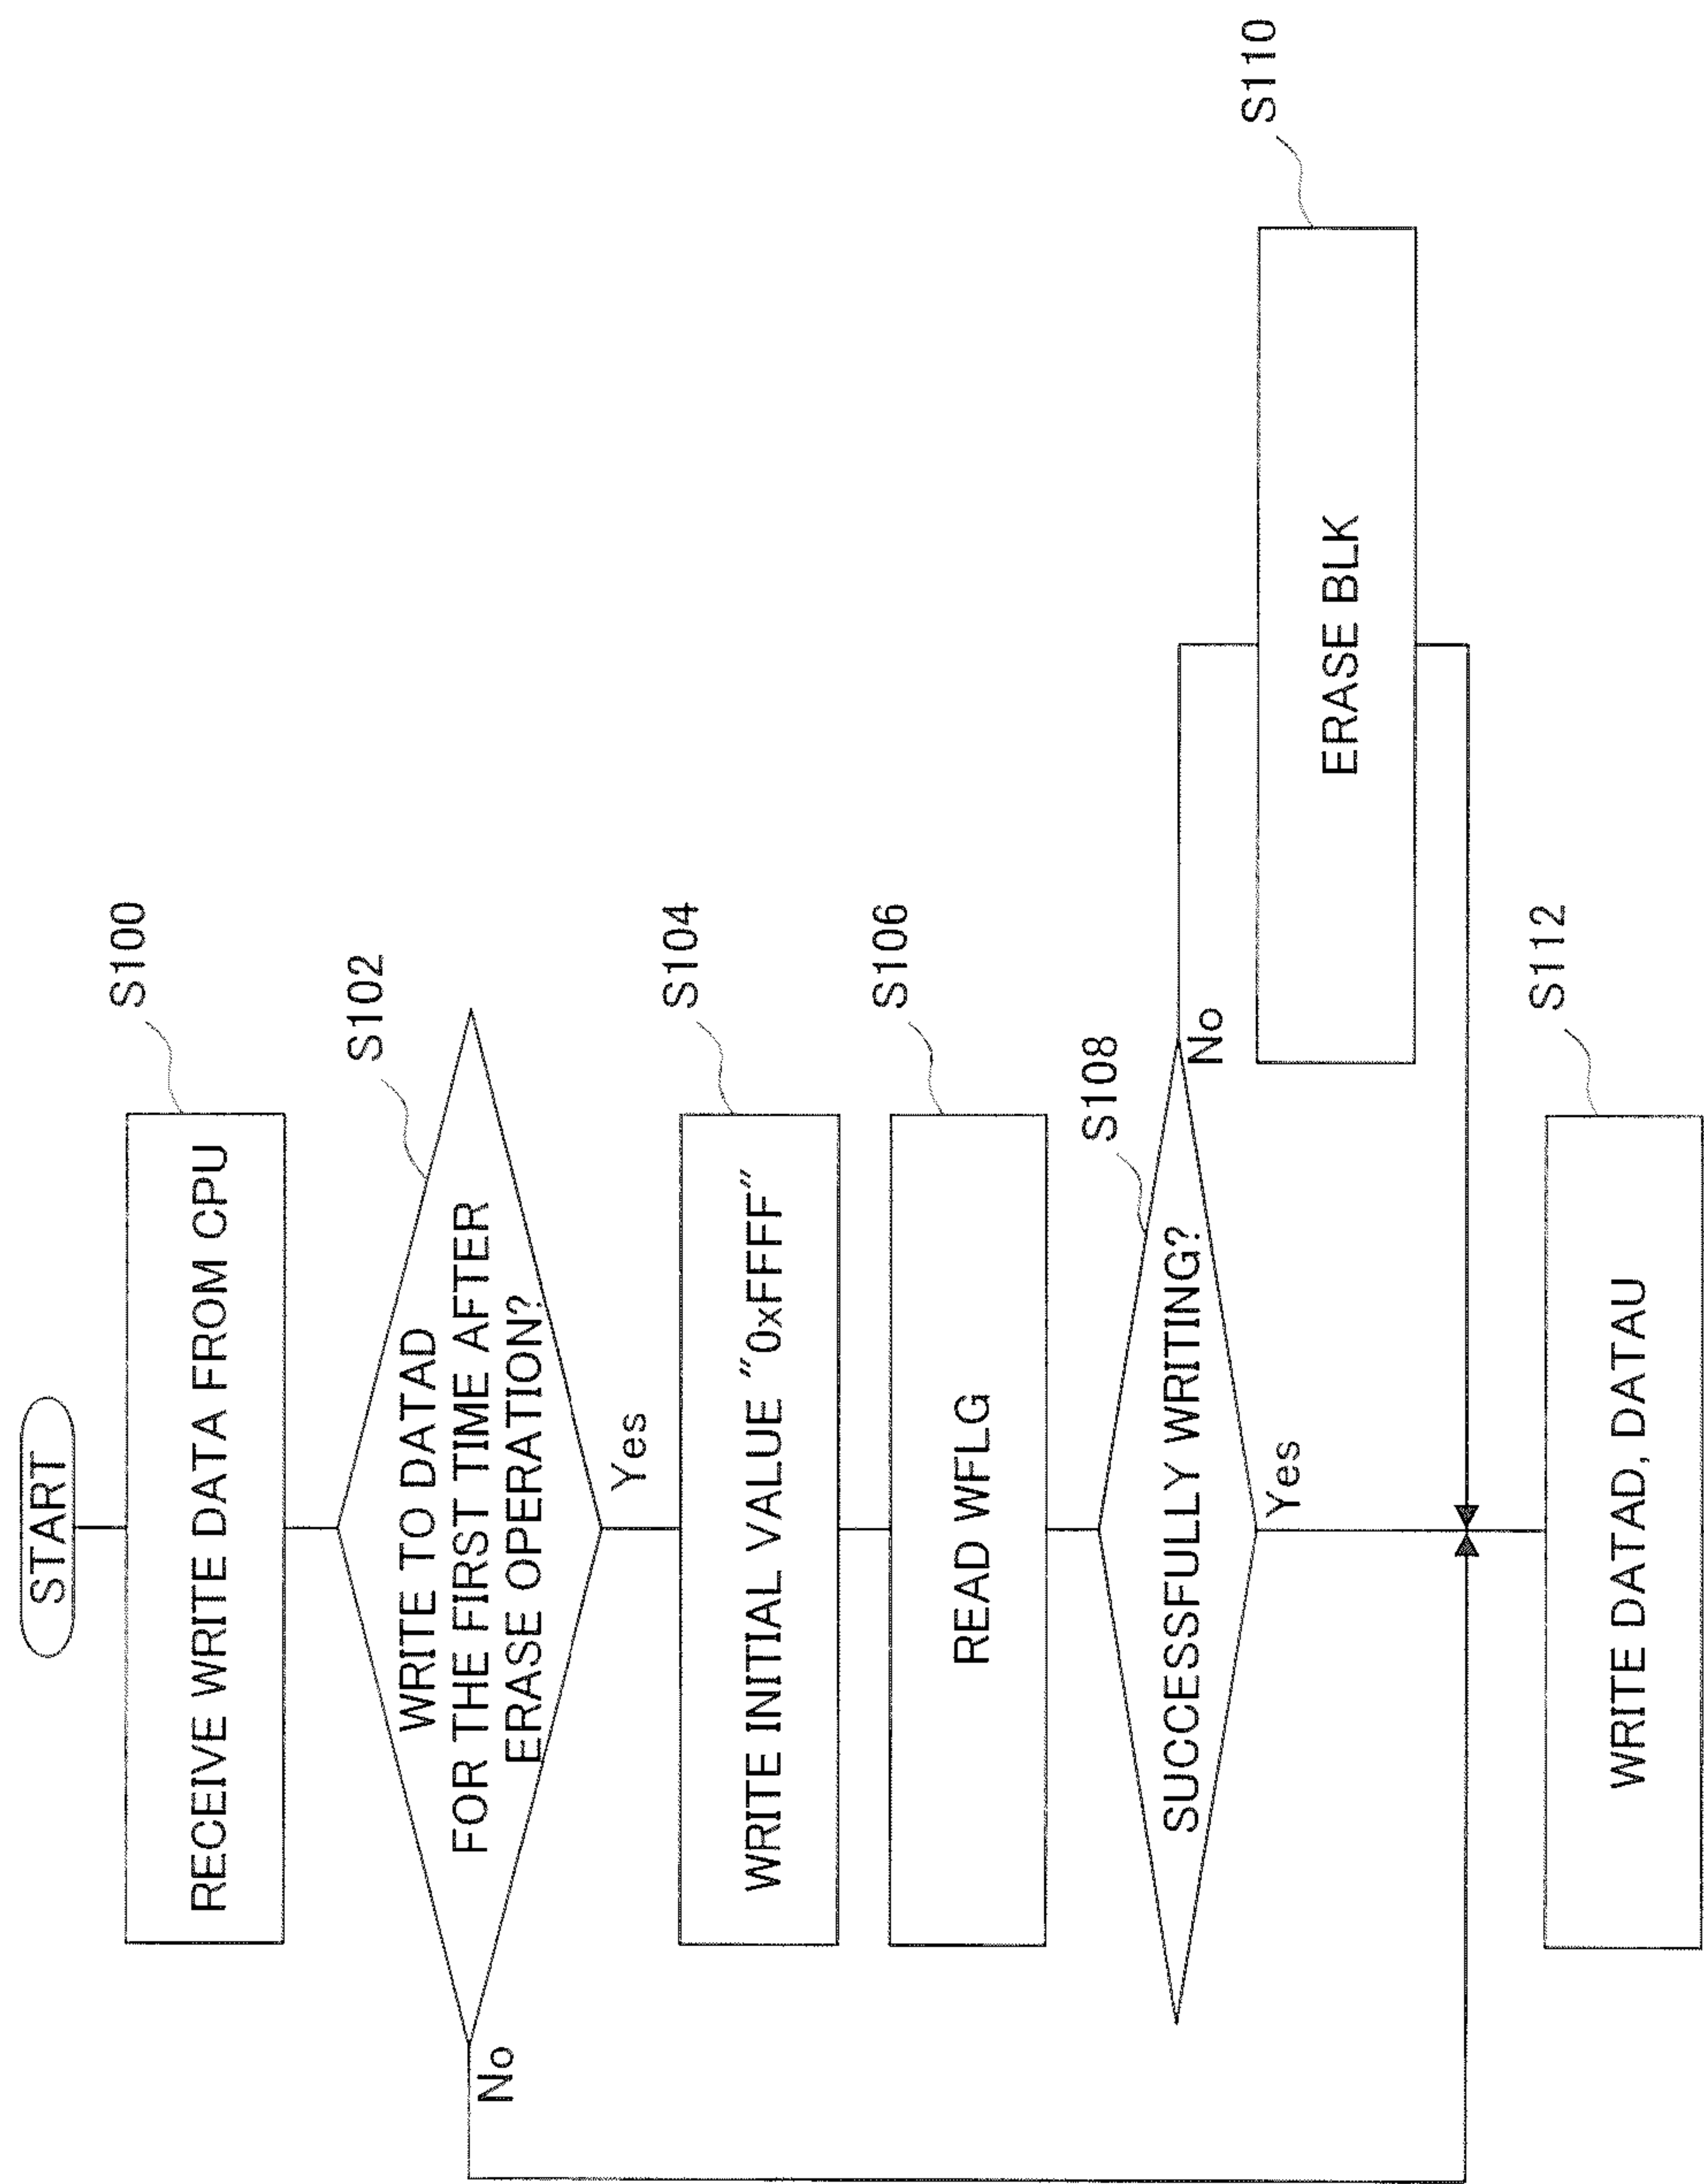 START
S100
RECEIVE WRITE DATA FROM CPU
S102
WRITE TO DATAD
FOR THE FIRST TIME AFTER
ERASE OPERATION?
No
Yes
S104
WRITE INITIAL VALUE "0xFFFF"
S106
READ WFLG
S108
SUCCESSFULLY WRITING?
No
Yes
S110
ERASE BLK
S112
WRITE DATAD, DATAU